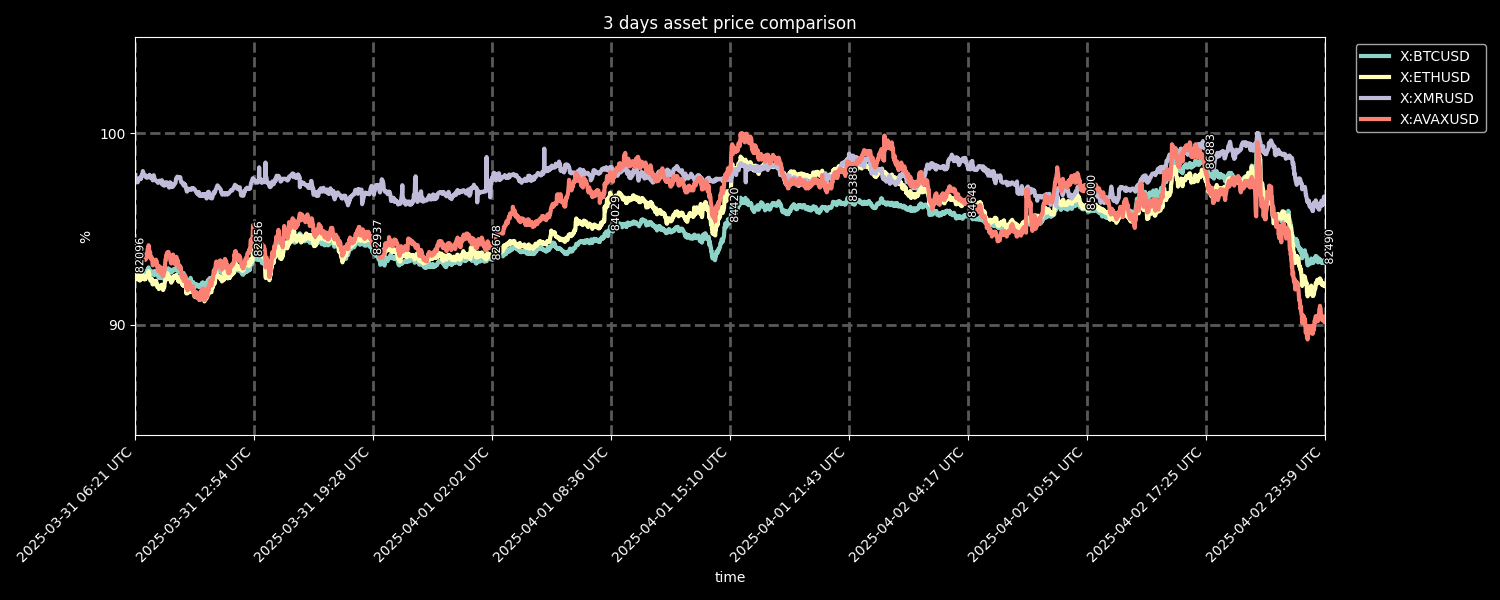 3 days asset price comparison
X:BTCUSD
X:ETHUSD
X:XMRUSD
X:AVAXUSD
100
90
%
82096
82856
82937
82678
84029
84420
85388
84648
85000
86883
82490
2025-03-31 06:21 UTC
2025-03-31 12:54 UTC
2025-03-31 19:28 UTC
2025-04-01 02:02 UTC
2025-04-01 08:36 UTC
2025-04-01 15:10 UTC
2025-04-01 21:43 UTC
2025-04-02 04:17 UTC
2025-04-02 10:51 UTC
2025-04-02 17:25 UTC
2025-04-02 23:59 UTC
time